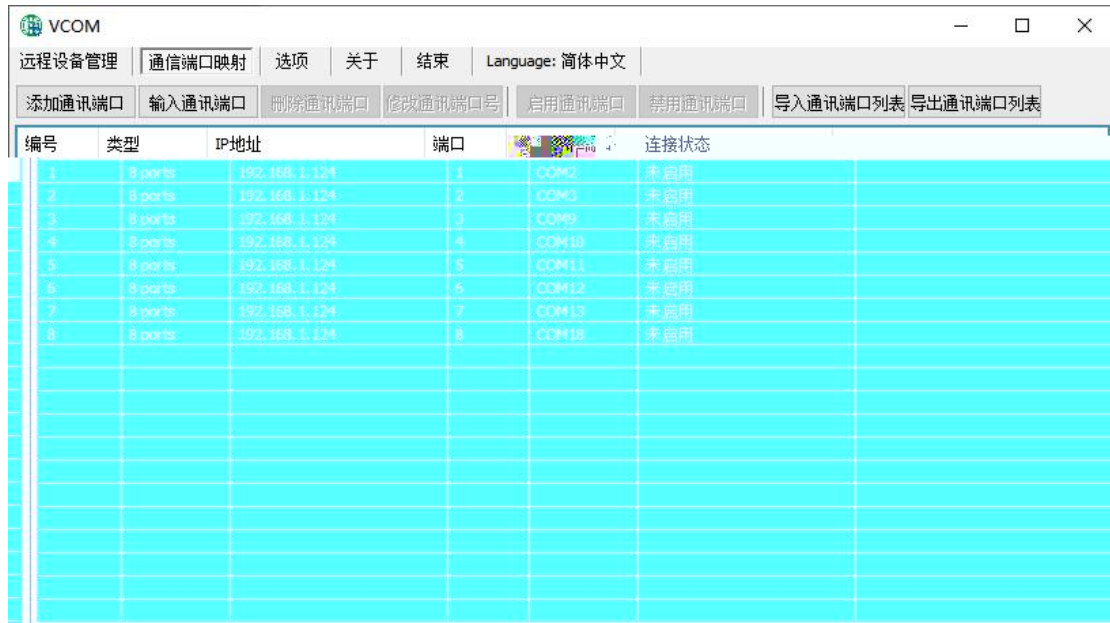 VCOM
远程设备管理 通信端口映射 选项 关于 结束 Language: 简体中文
添加通讯端口 输入通讯端口 删除通讯端口 修改通讯端口号 启用通讯端口 禁用通讯端口 导入通讯端口列表 导出通讯端口列表
编号 类型 IP地址 端口 连接状态
1 8 ports 192.168.1.124 1 COM2 未启用
2 8 ports 192.168.1.124 2 COM3 未启用
3 8 ports 192.168.1.124 3 COM9 未启用
4 8 ports 192.168.1.124 4 COM10 未启用
5 8 ports 192.168.1.124 5 COM11 未启用
6 8 ports 192.168.1.124 6 COM12 未启用
7 8 ports 192.168.1.124 7 COM13 未启用
8 8 ports 192.168.1.124 8 COM18 未启用